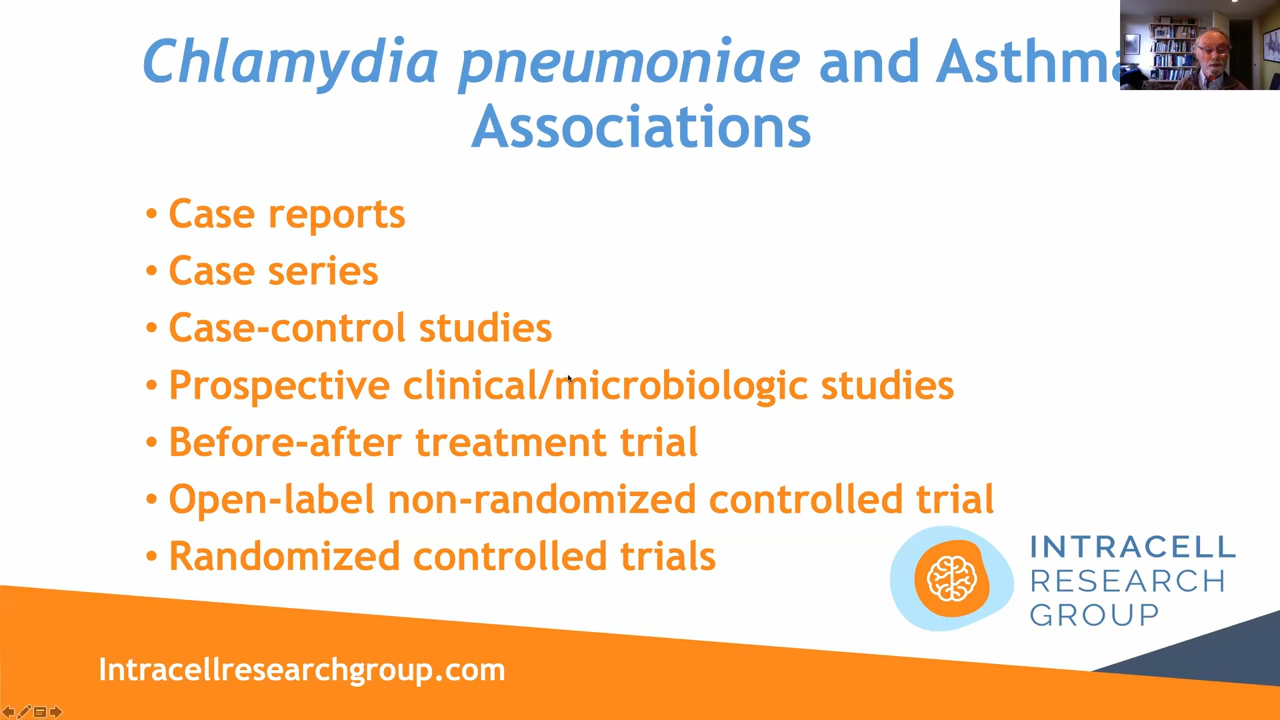 Chlamydia pneumoniae and Asthma
Associations
• Case reports
• Case series
• Case-control studies
• Prospective clinical/microbiologic studies
• Before-after treatment trial
• Open-label non-randomized controlled trial
• Randomized controlled trials
INTRACELL
RESEARCH
GROUP
Intracellresearchgroup.com